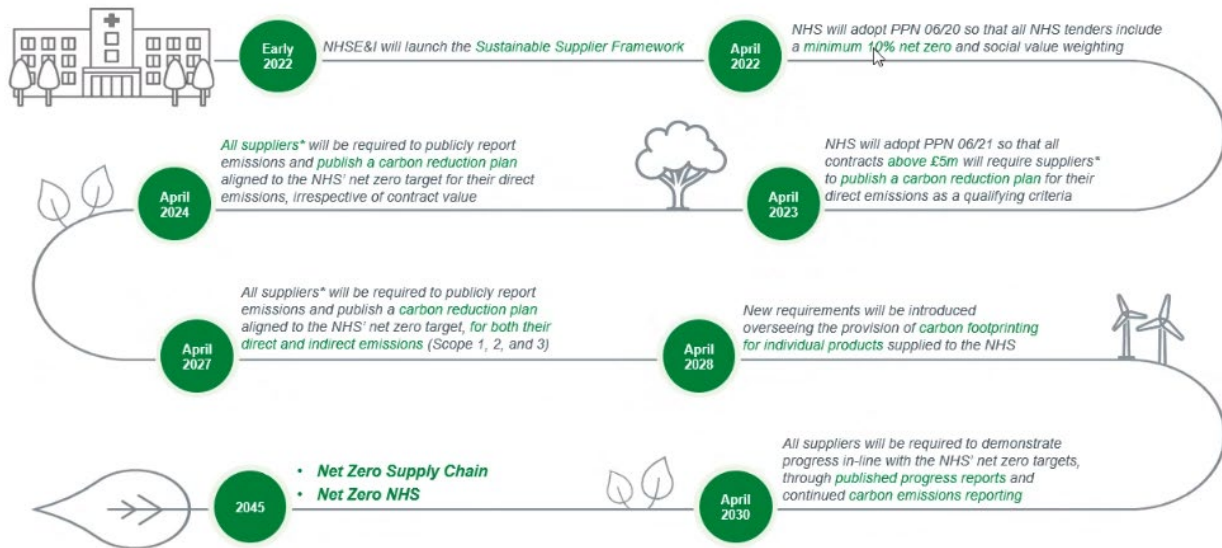 Early
2022
NHSE&I will launch the Sustainable Supplier Framework
April
2022
NHS will adopt PPN 06/20 so that all NHS tenders include
a minimum 10% net zero and social value weighting
April
2023
NHS will adopt PPN 06/21 so that all
contracts above £5m will require suppliers*
to publish a carbon reduction plan for their
direct emissions as a qualifying criteria
April
2024
All suppliers* will be required to publicly report
emissions and publish a carbon reduction plan
aligned to the NHS' net zero target for their direct
emissions, irrespective of contract value
April
2027
All suppliers* will be required to publicly report
emissions and publish a carbon reduction plan
aligned to the NHS' net zero target, for both their
direct and indirect emissions (Scope 1, 2, and 3)
April
2028
New requirements will be introduced
overseeing the provision of carbon footprinting
for individual products supplied to the NHS
April
2030
All suppliers will be required to demonstrate
progress in-line with the NHS' net zero targets,
through published progress reports and
continued carbon emissions reporting
2045
• Net Zero Supply Chain
• Net Zero NHS